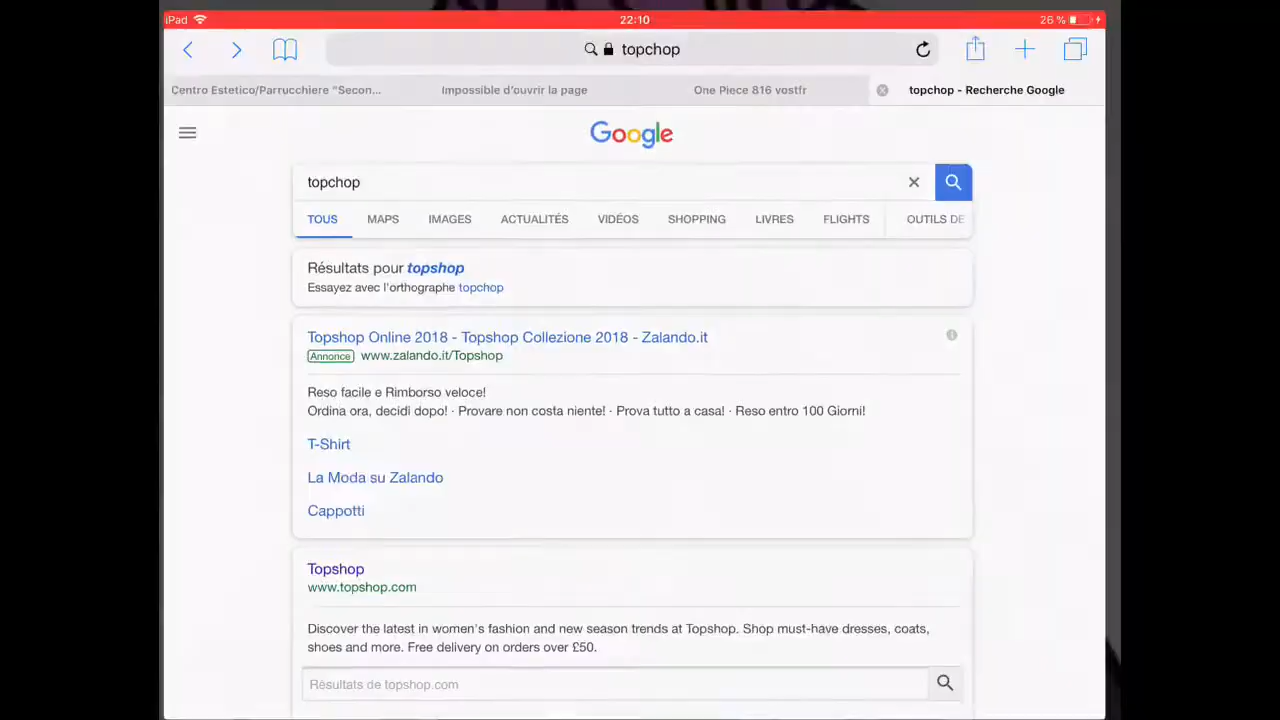 iPad 22:10 26 %
topchop
Centro Estetico/Parrucchiere "Secon... Impossible d'ouvrir la page One Piece 816 vostfr topchop - Recherche Google
Google
topchop
TOUS MAPS IMAGES ACTUALITÉS VIDÉOS SHOPPING LIVRES FLIGHTS OUTILS DE
Résultats pour topshop
Essayez avec l'orthographe topchop
Topshop Online 2018 - Topshop Collezione 2018 - Zalando.it
Annonce www.zalando.it/Topshop
Reso facile e Rimborso veloce!
Ordina ora, decidi dopo! · Provare non costa niente! · Prova tutto a casa! · Reso entro 100 Giorni!
T-Shirt
La Moda su Zalando
Cappotti
Topshop
www.topshop.com
Discover the latest in women's fashion and new season trends at Topshop. Shop must-have dresses, coats,
shoes and more. Free delivery on orders over £50.
Résultats de topshop.com